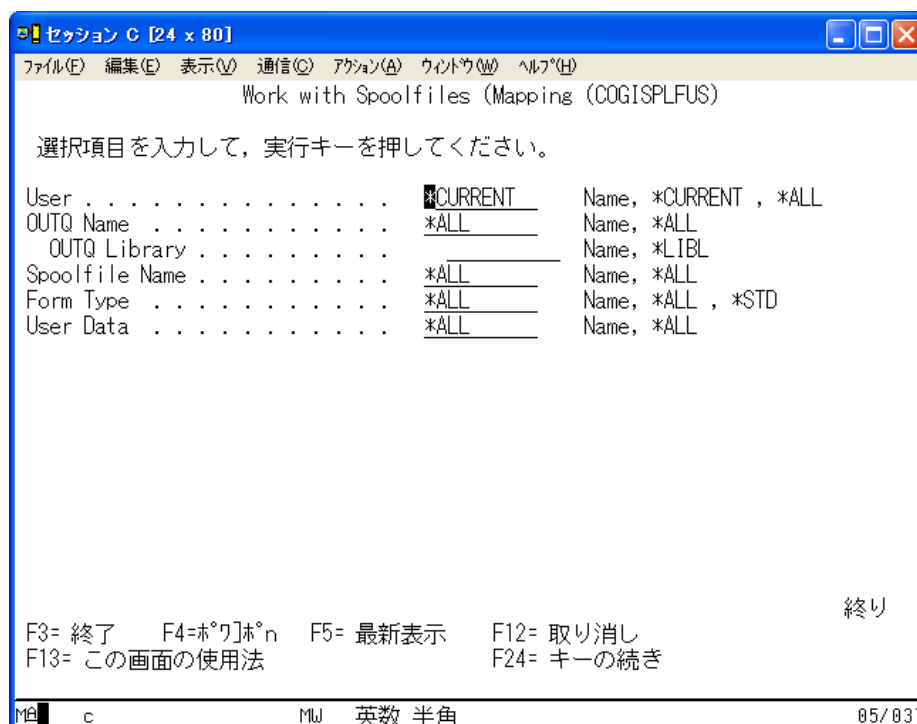 セッション C [24 x 80]
ファイル(F) 編集(E) 表示(V) 通信(C) アクション(A) ウィンドウ(W) ヘルプ(H)
Work with Spoolfiles (Mapping (COGISPLFUS)
選択項目を入力して，実行キーを押してください。
User . . . . . . . . . . . . . . *CURRENT Name, *CURRENT , *ALL
OUTQ Name . . . . . . . . . . . *ALL Name, *ALL
OUTQ Library . . . . . . . . . Name, *LIBL
Spoolfile Name . . . . . . . . . *ALL Name, *ALL
Form Type . . . . . . . . . . . *ALL Name, *ALL , *STD
User Data . . . . . . . . . . . *ALL Name, *ALL
終り
F3= 終了 F4=ﾎﾟﾜ]ﾎﾟn F5= 最新表示 F12= 取り消し
F13= この画面の使用法 F24= キーの続き
MA c MW 英数 半角 05/03